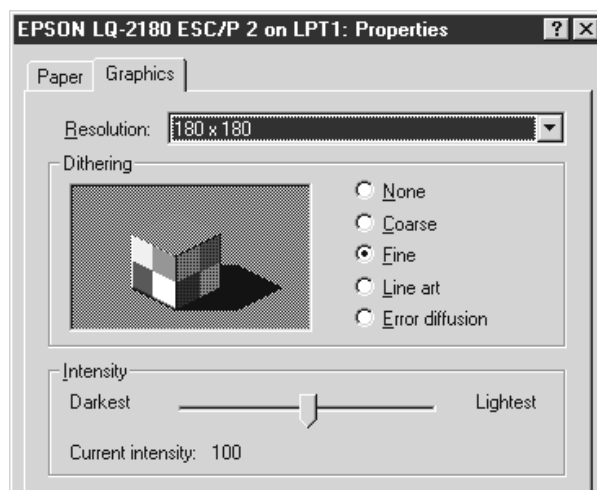 EPSON LQ-2180 ESC/P 2 on LPT1: Properties ? ×
Paper Graphics
Resolution: 180 x 180
Dithering
None
Coarse
Fine
Line art
Error diffusion
Intensity
Darkest Lightest
Current intensity: 100